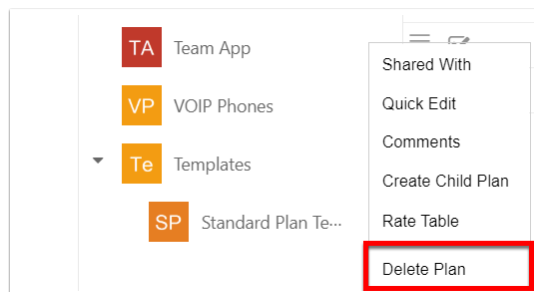 TA Team App
VP VOIP Phones
Te Templates
SP Standard Plan Te...
Shared With
Quick Edit
Comments
Create Child Plan
Rate Table
Delete Plan